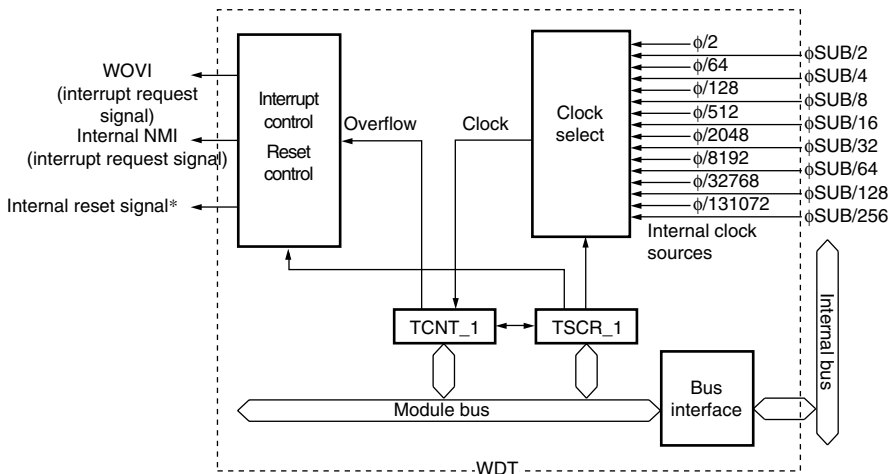 WOVI
(interrupt request
signal)
Internal NMI
(interrupt request signal)
Internal reset signal*
Interrupt
control
Reset
control
Overflow
Clock
Clock
select
ϕ/2
ϕ/64
ϕ/128
ϕ/512
ϕ/2048
ϕ/8192
ϕ/32768
ϕ/131072
Internal clock
sources
ϕSUB/2
ϕSUB/4
ϕSUB/8
ϕSUB/16
ϕSUB/32
ϕSUB/64
ϕSUB/128
ϕSUB/256
TCNT_1
TSCR_1
Module bus
Bus
interface
Internal bus
WDT